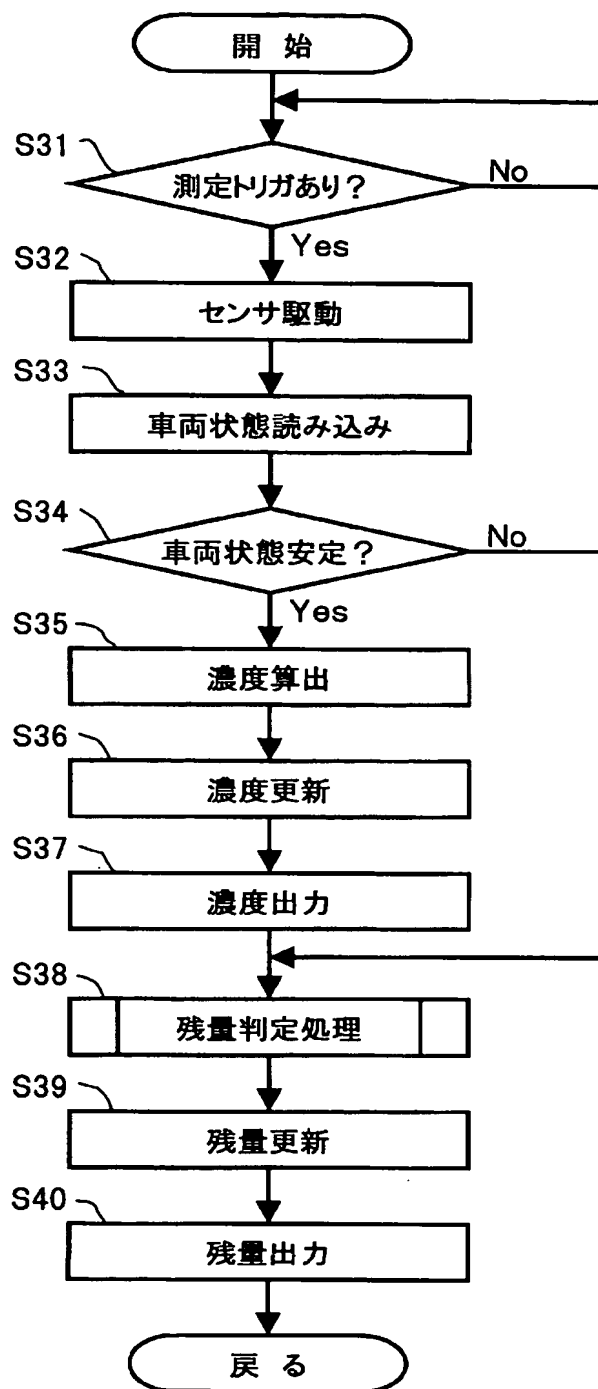 開 始
S31
測定トリガあり?
No
Yes
S32
センサ駆動
S33
車両状態読み込み
S34
車両状態安定?
No
Yes
S35
濃度算出
S36
濃度更新
S37
濃度出力
S38
残量判定処理
S39
残量更新
S40
残量出力
戻 る